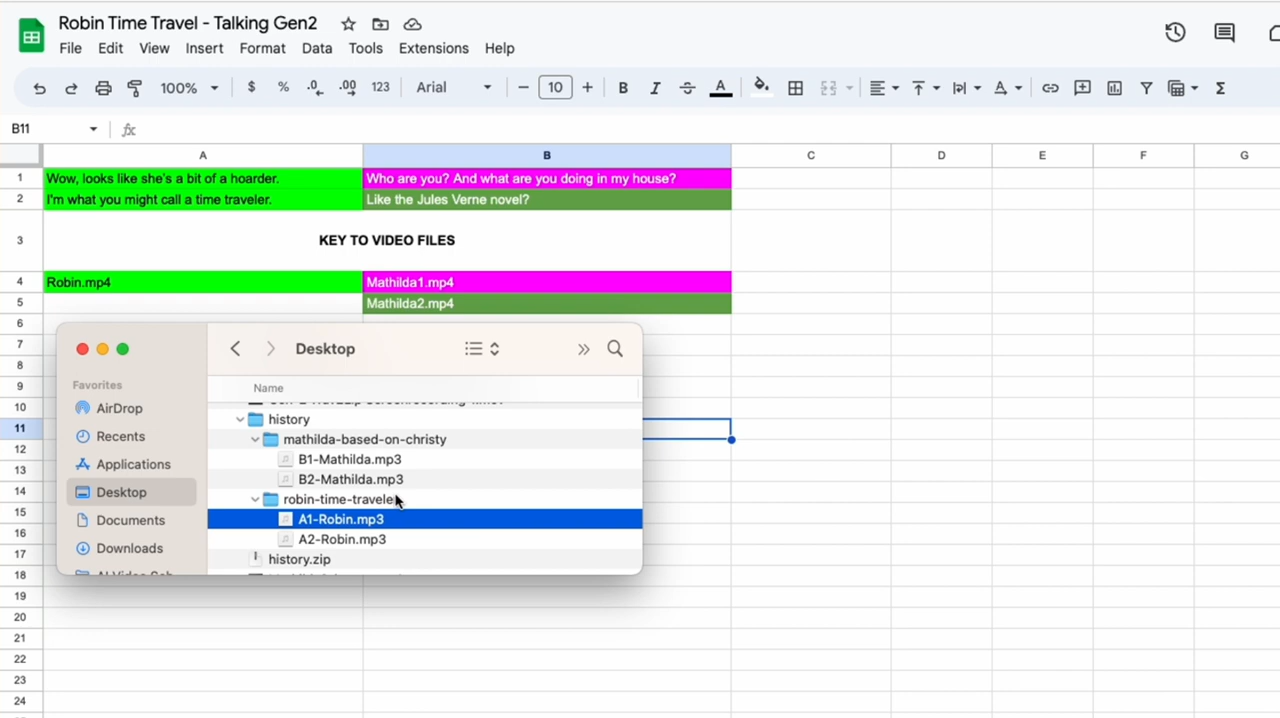 Robin Time Travel - Talking Gen2
File Edit View Insert Format Data Tools Extensions Help
100% $ % .0 .00 123 Arial 10 B I S A Σ
B11 fx
A B C D E F G
1 Wow, looks like she's a bit of a hoarder. Who are you? And what are you doing in my house?
2 I'm what you might call a time traveler. Like the Jules Verne novel?
3 KEY TO VIDEO FILES
4 Robin.mp4 Mathilda1.mp4
5 Mathilda2.mp4
6
7
8
9
10
11
12
13
14
15
16
17
18
19
20
21
22
23
24
Desktop
Favorites
AirDrop
Recents
Applications
Desktop
Documents
Downloads
Name
history
mathilda-based-on-christy
B1-Mathilda.mp3
B2-Mathilda.mp3
robin-time-traveler
A1-Robin.mp3
A2-Robin.mp3
history.zip